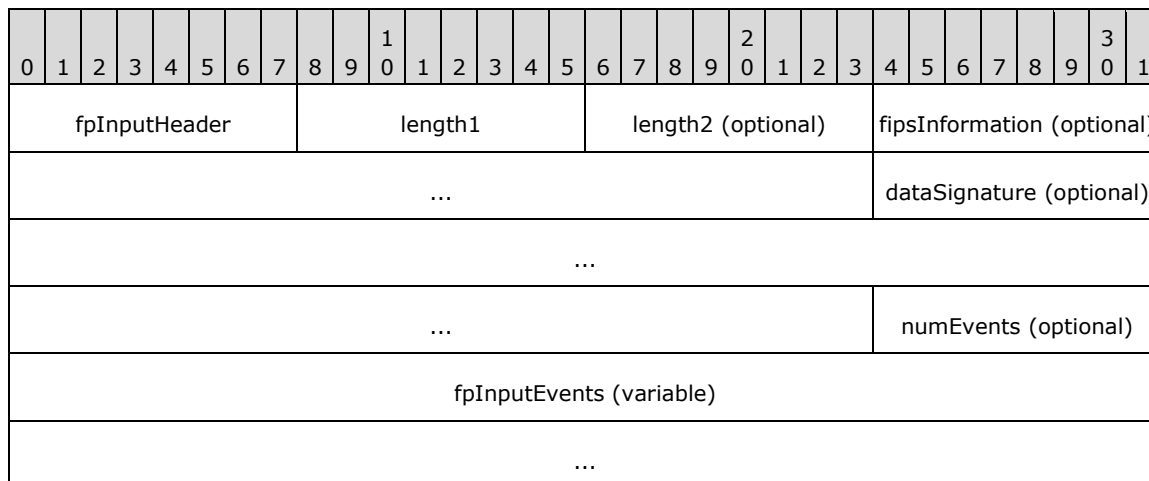 1 2 3
0 1 2 3 4 5 6 7 8 9 0 1 2 3 4 5 6 7 8 9 0 1 2 3 4 5 6 7 8 9 0 1
fpInputHeader length1 length2 (optional) fipsInformation (optional)
... dataSignature (optional)
...
... numEvents (optional)
fpInputEvents (variable)
...